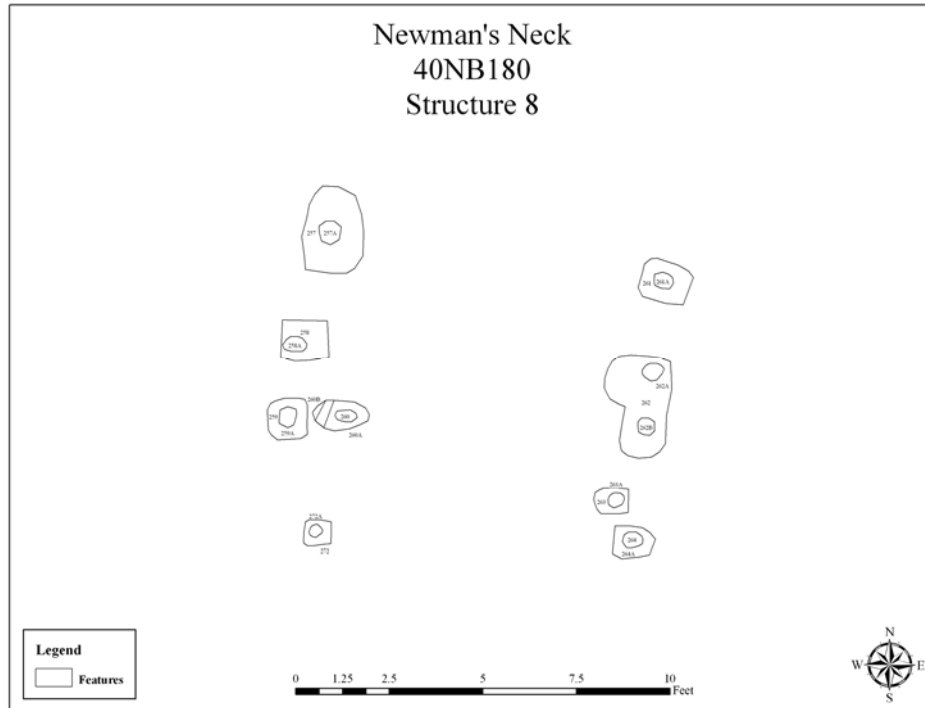 Newman's Neck
40NB180
Structure 8
257 257A
261 261A
258
258A
262A
262
260B
259 260
259A 260A
262B
263A
263
272A
272
264
264A
Legend
Features
0 1.25 2.5 5 7.5 10
Feet
N
W E
S